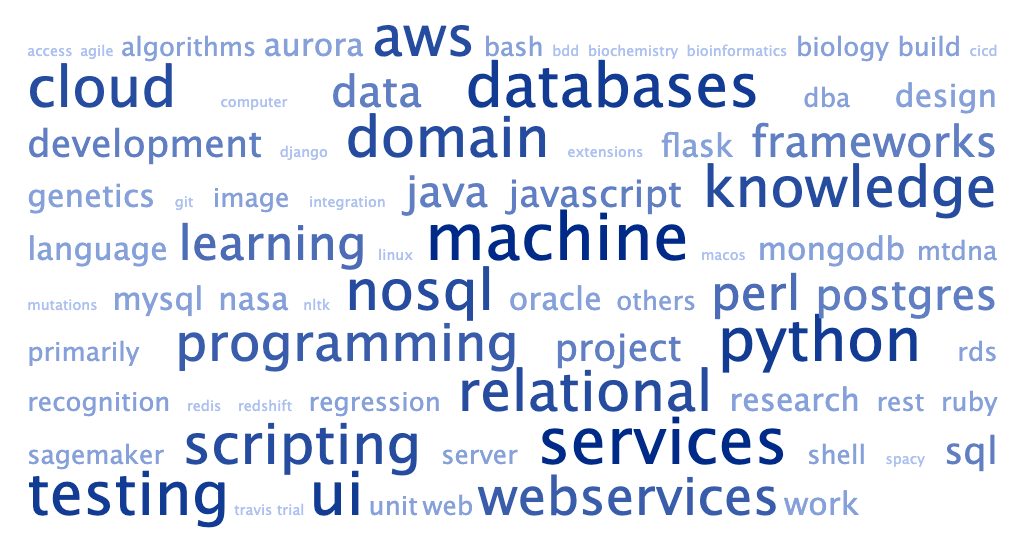 access agile algorithms aurora aws bash bdd biochemistry bioinformatics biology build cicd
cloud computer data databases dba design
development django domain extensions flask frameworks
genetics git image integration java javascript knowledge
language learning linux machine macos mongodb mtdna
mutations mysql nasa nltk nosql oracle others perl postgres
primarily programming project python rds
recognition redis redshift regression relational research rest ruby
sagemaker scripting server services shell spacy sql
testing travis trial ui unit web webservices work